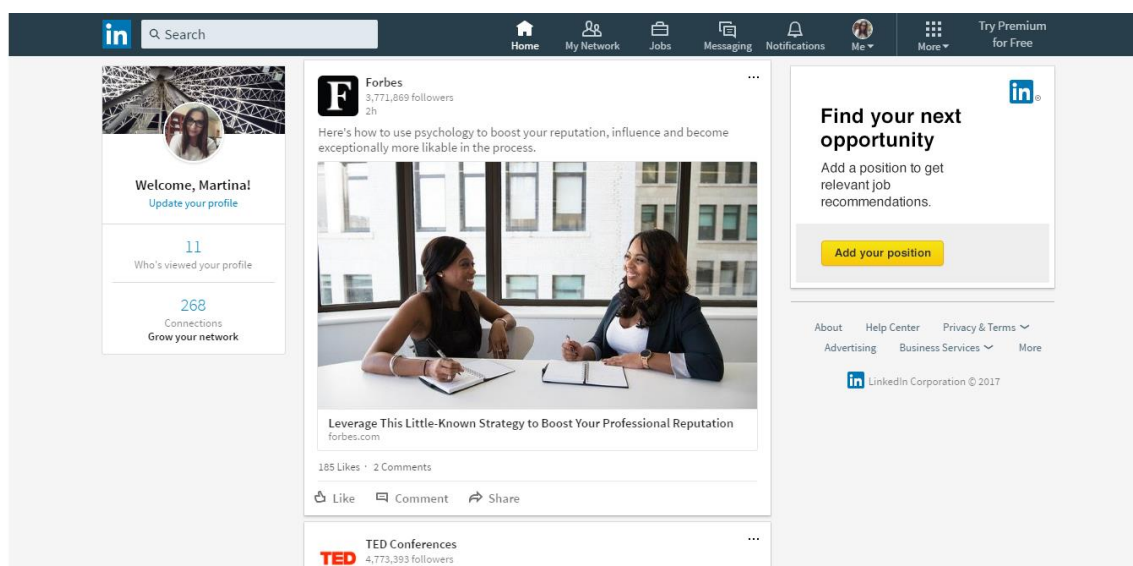 in Search
Home
My Network
Jobs
Messaging
Notifications
Me
More
Try Premium
for Free
Welcome, Martina!
Update your profile
11
Who's viewed your profile
268
Connections
Grow your network
F
Forbes
3,771,869 followers
2h
Here's how to use psychology to boost your reputation, influence and become
exceptionally more likable in the process.
Leverage This Little-Known Strategy to Boost Your Professional Reputation
forbes.com
185 Likes · 2 Comments
Like Comment Share
TED
TED Conferences
4,773,393 followers
in
Find your next
opportunity
Add a position to get
relevant job
recommendations.
Add your position
About Help Center Privacy & Terms
Advertising Business Services More
in LinkedIn Corporation © 2017